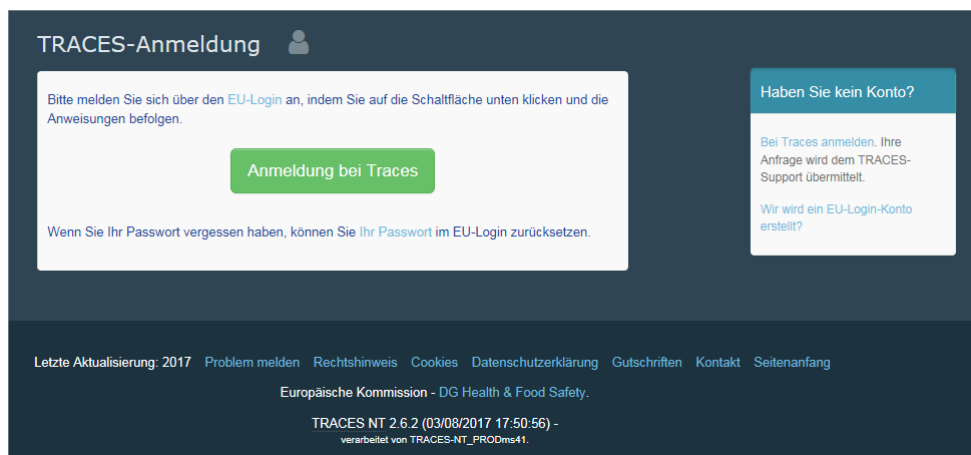 TRACES-Anmeldung
Bitte melden Sie sich über den EU-Login an, indem Sie auf die Schaltfläche unten klicken und die
Anweisungen befolgen.
Anmeldung bei Traces
Wenn Sie Ihr Passwort vergessen haben, können Sie Ihr Passwort im EU-Login zurücksetzen.
Haben Sie kein Konto?
Bei Traces anmelden. Ihre
Anfrage wird dem TRACES-
Support übermittelt.
Wir wird ein EU-Login-Konto
erstellt?
Letzte Aktualisierung: 2017 Problem melden Rechtshinweis Cookies Datenschutzerklärung Gutschriften Kontakt Seitenanfang
Europäische Kommission - DG Health & Food Safety.
TRACES NT 2.6.2 (03/08/2017 17:50:56) -
verarbeitet von TRACES-NT_PRODms41.